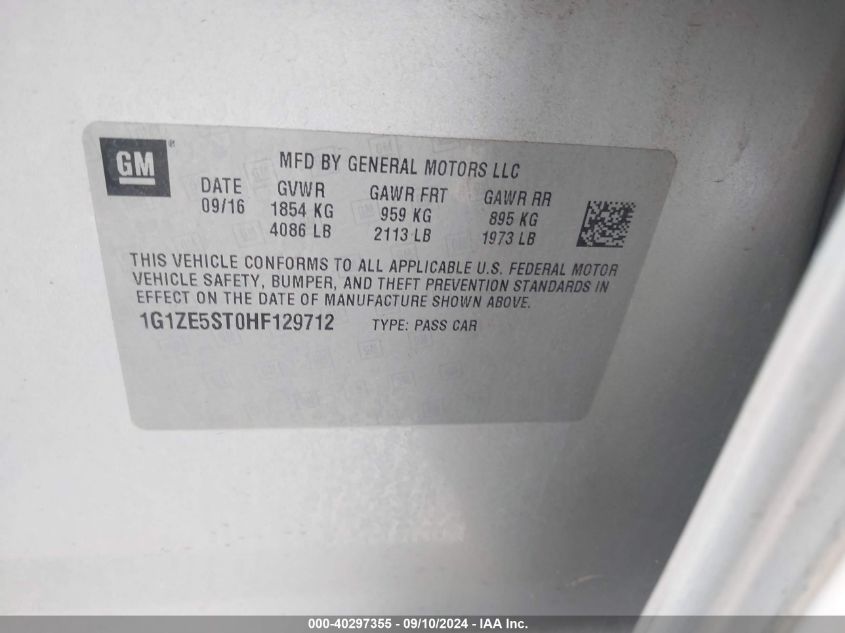 GM®
MFD BY GENERAL MOTORS LLC
DATE GVWR GAWR FRT GAWR RR
09/16 1854 KG 959 KG 895 KG
4086 LB 2113 LB 1973 LB
THIS VEHICLE CONFORMS TO ALL APPLICABLE U.S. FEDERAL MOTOR
VEHICLE SAFETY, BUMPER, AND THEFT PREVENTION STANDARDS IN
EFFECT ON THE DATE OF MANUFACTURE SHOWN ABOVE.
1G1ZE5ST0HF129712 TYPE: PASS CAR
000-40297355 - 09/10/2024 - IAA Inc.